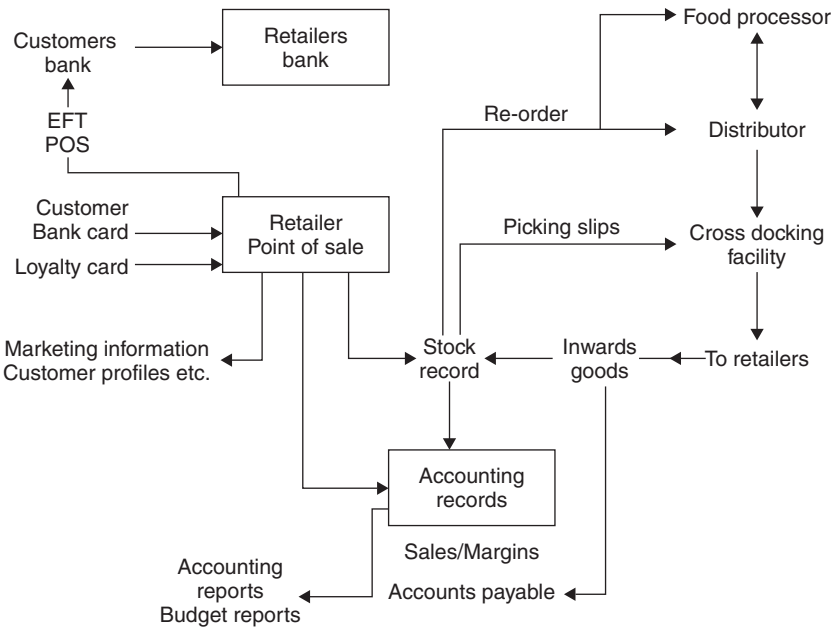 Customers
bank
Retailers
bank
Food processor
EFT
POS
Re-order
Distributor
Customer
Bank card
Loyalty card
Retailer
Point of sale
Picking slips
Cross docking
facility
Marketing information
Customer profiles etc.
Stock
record
Inwards
goods
To retailers
Accounting
records
Sales/Margins
Accounting
reports
Budget reports
Accounts payable